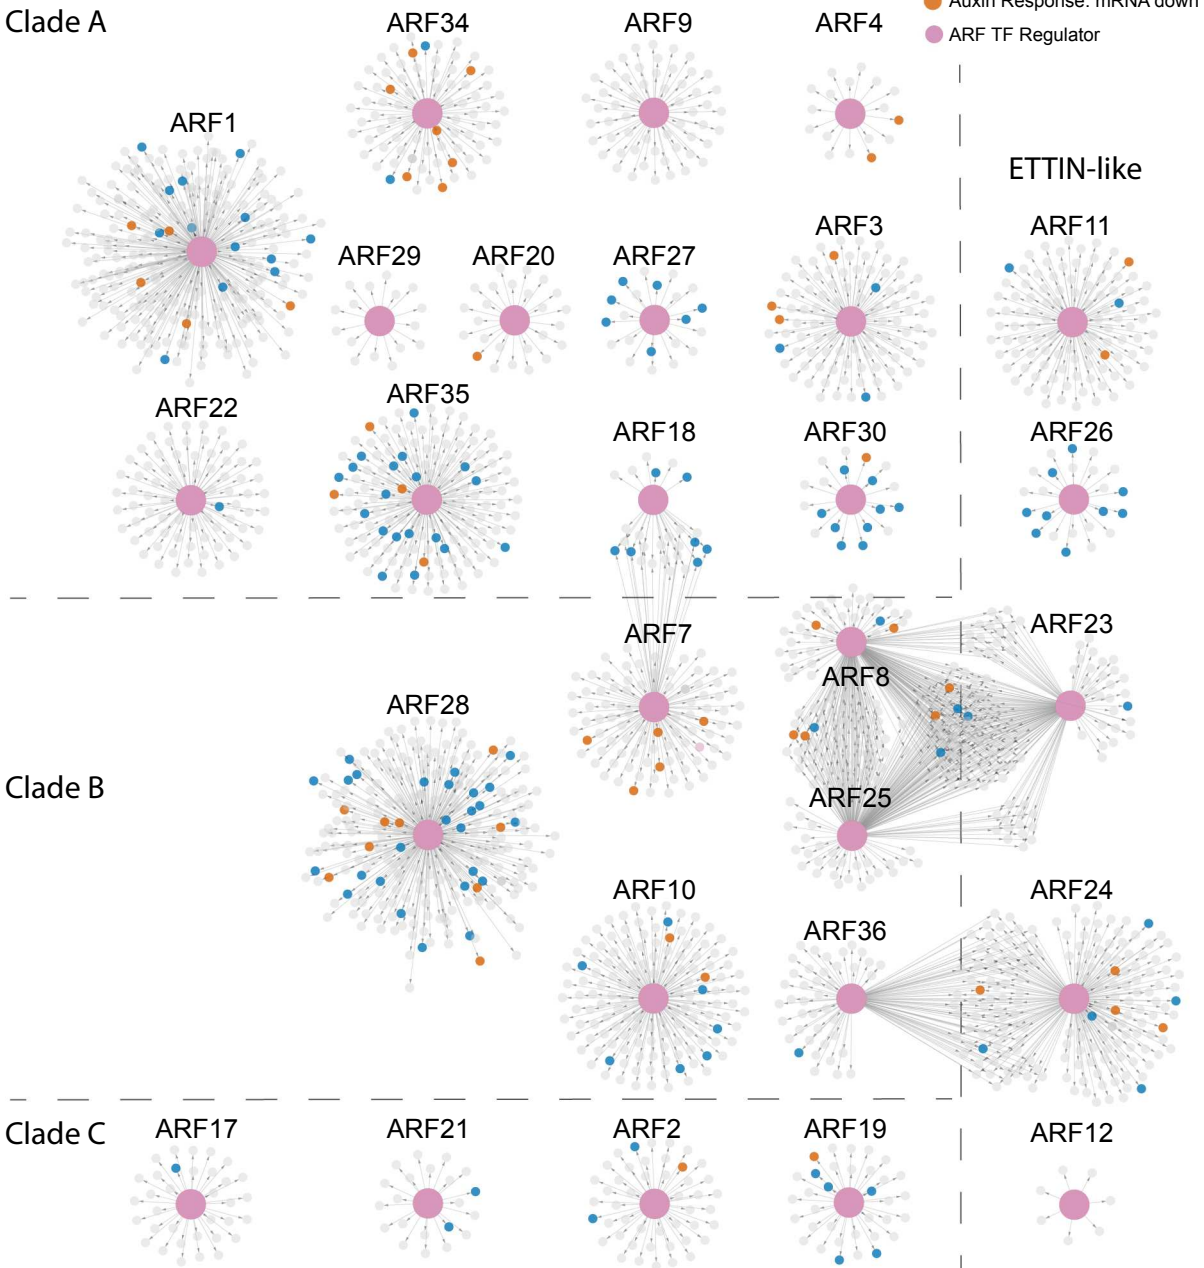 Clade A
ARF34
ARF9
ARF4
Auxin Response: mRNA down
ARF TF Regulator
ARF1
ETTIN-like
ARF29
ARF20
ARF27
ARF3
ARF11
ARF22
ARF35
ARF18
ARF30
ARF26
Clade B
ARF28
ARF7
ARF8
ARF23
ARF25
ARF10
ARF36
ARF24
Clade C
ARF17
ARF21
ARF2
ARF19
ARF12